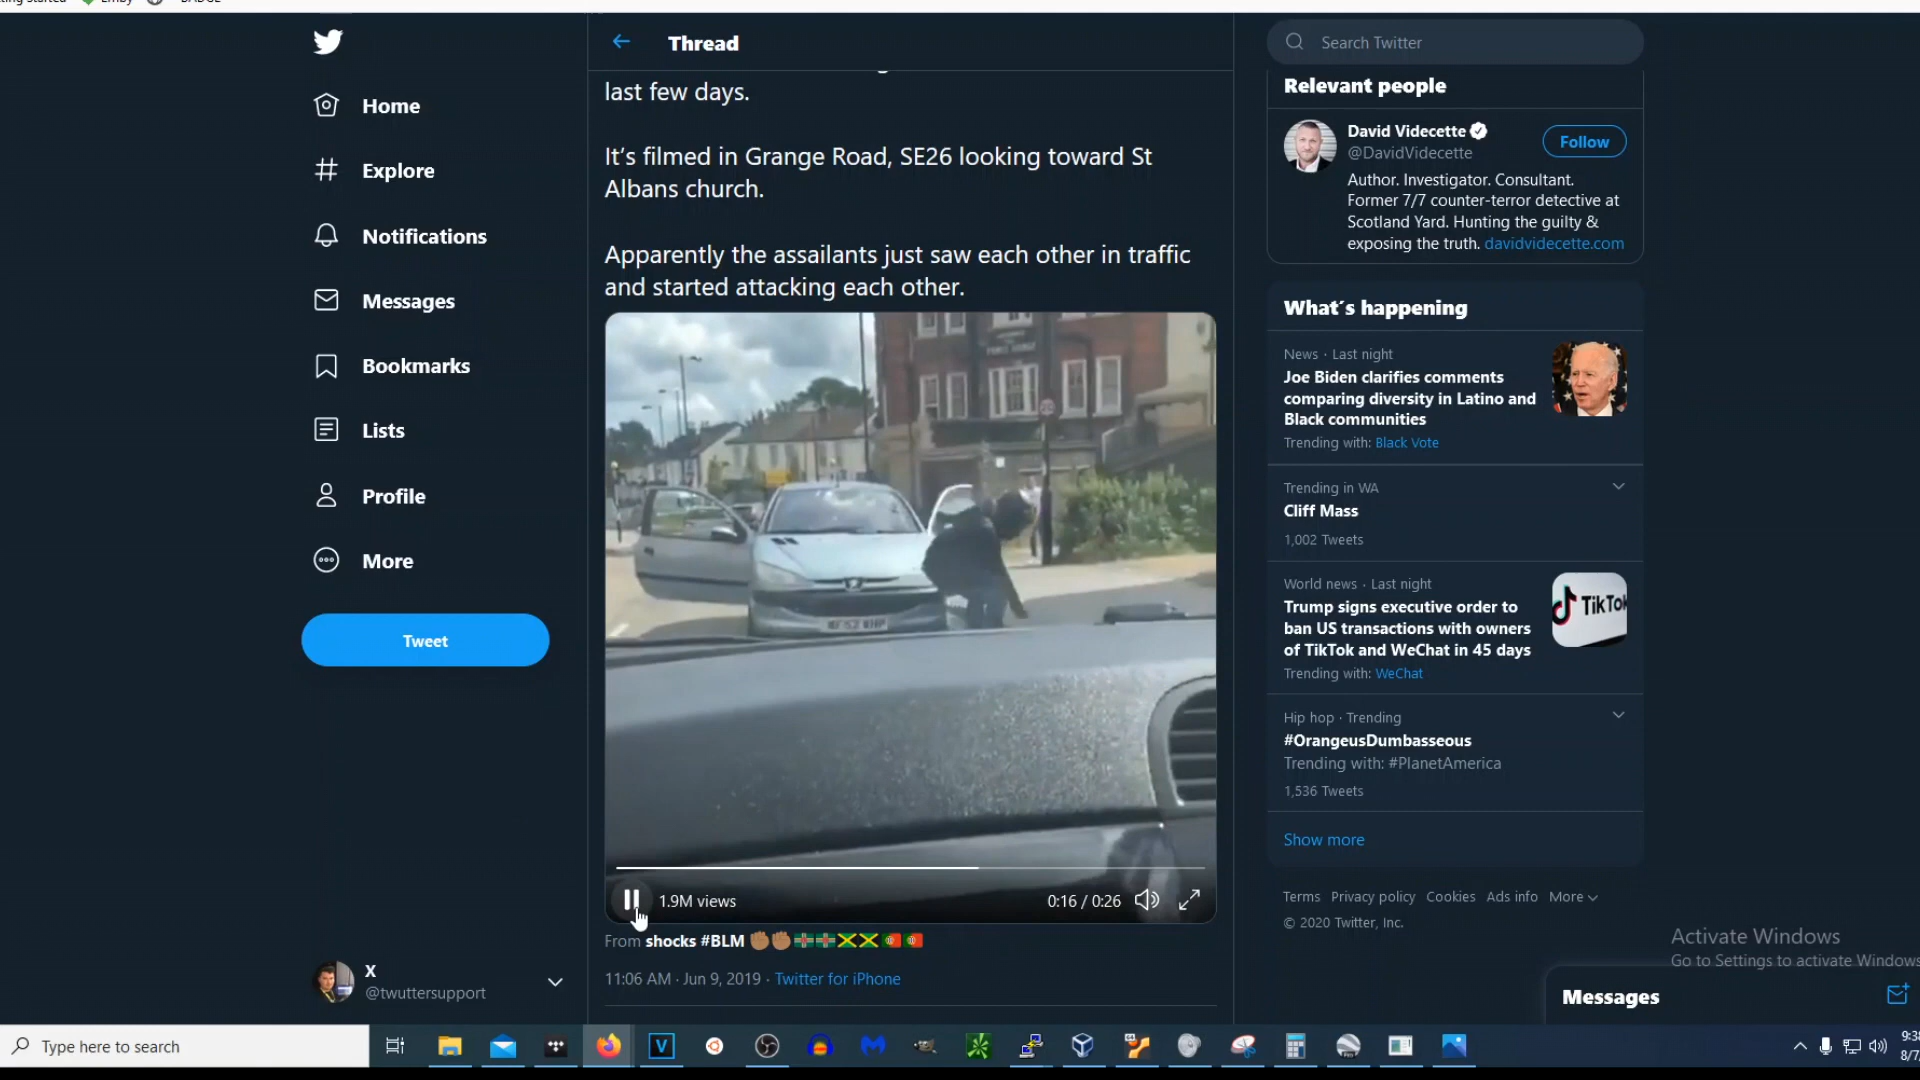 Thread
last few days.
It's filmed in Grange Road, SE26 looking toward St
Albans church.
Apparently the assailants just saw each other in traffic
and started attacking each other.
1.9M views
0:16 / 0:26
From shocks #BLM
11:06 AM · Jun 9, 2019 · Twitter for iPhone
Home
Explore
Notifications
Messages
Bookmarks
Lists
Profile
More
Tweet
X
@twuttersupport
Search Twitter
Relevant people
David Videcette
@DavidVidecette
Follow
Author. Investigator. Consultant.
Former 7/7 counter-terror detective at
Scotland Yard. Hunting the guilty &
exposing the truth. davidvidecette.com
What´s happening
News · Last night
Joe Biden clarifies comments
comparing diversity in Latino and
Black communities
Trending with: Black Vote
Trending in WA
Cliff Mass
1,002 Tweets
World news · Last night
Trump signs executive order to
ban US transactions with owners
of TikTok and WeChat in 45 days
Trending with: WeChat
TikTok
Hip hop · Trending
#OrangeusDumbasseous
Trending with: #PlanetAmerica
1,536 Tweets
Show more
Terms Privacy policy Cookies Ads info More
© 2020 Twitter, Inc.
Activate Windows
Go to Settings to activate Windows
Messages
Type here to search